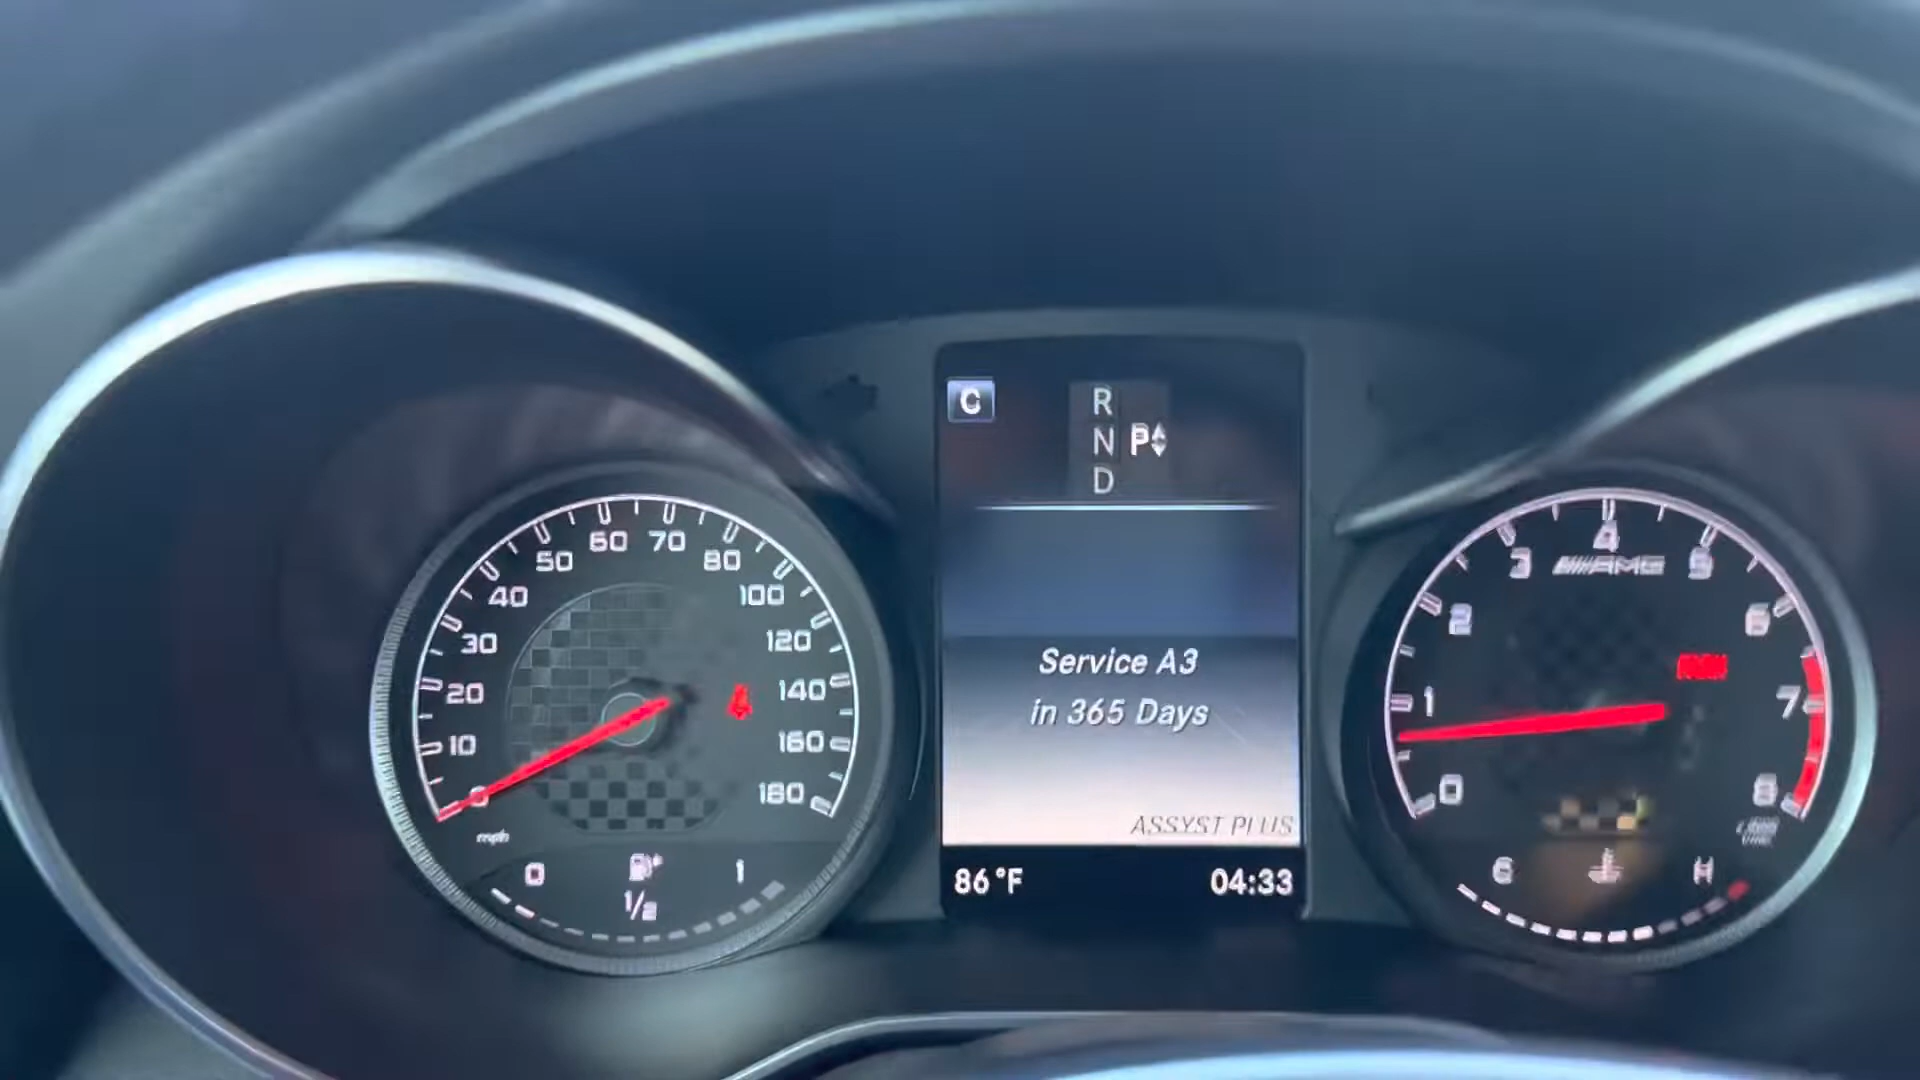 C
R
N P
D
Service A3
in 365 Days
ASSYST PLUS
86°F 04:33
0
10
20
30
40
50
60
70
80
100
120
140
160
180
mph
0 1/2 1
0
1
2
3
4
5
6
7
8
AMG
C H